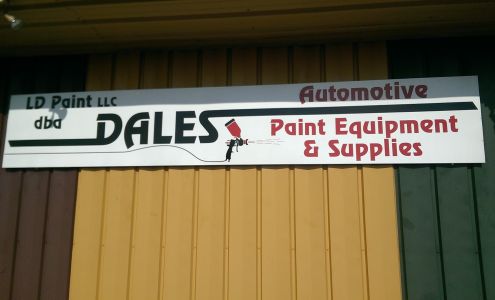 LD Paint LLC
dba
DALES
Automotive
Paint Equipment
& Supplies